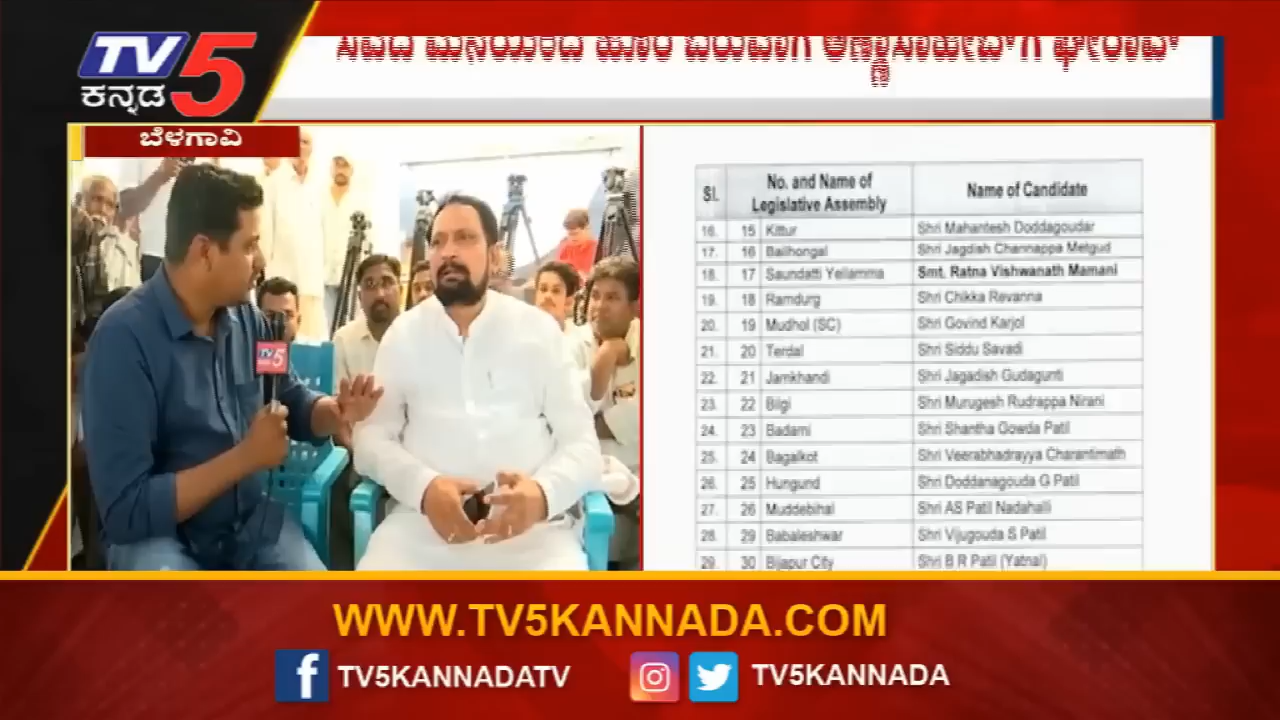 TV5
ಕನ್ನಡ
ಬೆಳಗಾವಿ
TV5
Sl. No. and Name of Legislative Assembly Name of Candidate
16. 15 Kittur Shri Mahantesh Doddagoudar
17. 16 Bailhongal Shri Jagdish Channappa Metgud
18. 17 Saundatti Yellamma Smt. Ratna Vishwanath Mamani
19. 18 Ramdurg Shri Chikka Revanna
20. 19 Mudhol (SC) Shri Govind Karjol
21. 20 Terdal Shri Siddu Savadi
22. 21 Jamkhandi Shri Jagadish Gudagunti
23. 22 Bilgi Shri Murugesh Rudrappa Nirani
24. 23 Badami Shri Shantha Gowda Patil
25. 24 Bagalkot Shri Veerabhadrayya Charantimath
26. 25 Hungund Shri Doddanagouda G Patil
27. 26 Muddebihal Shri AS Patil Nadahalli
28. 29 Babaleshwar Shri Vijugouda S Patil
29. 30 Bijapur City Shri B R Patil (Yatnal)
WWW.TV5KANNADA.COM
TV5KANNADATV TV5KANNADA